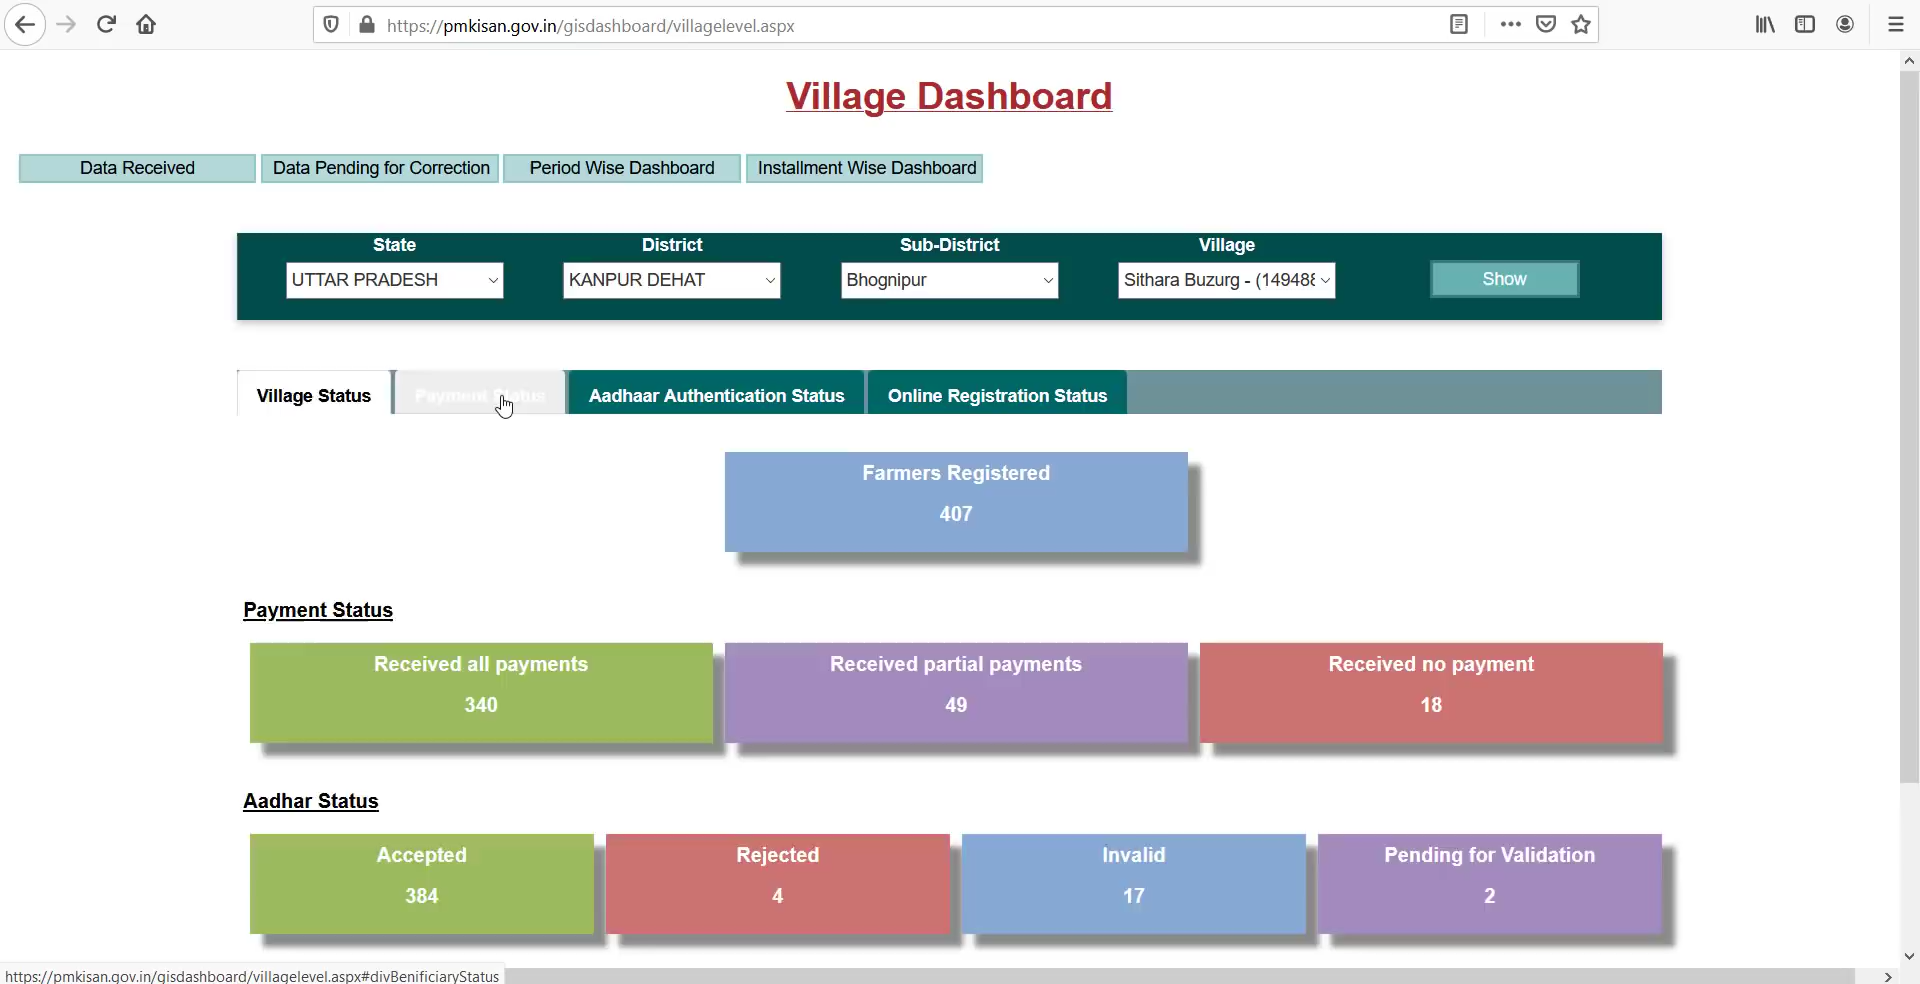 https://pmkisan.gov.in/gisdashboard/villagelevel.aspx
Village Dashboard
Data Received
Data Pending for Correction
Period Wise Dashboard
Installment Wise Dashboard
State
District
Sub-District
Village
UTTAR PRADESH
KANPUR DEHAT
Bhognipur
Sithara Buzurg - (149488
Show
Village Status
Payment Status
Aadhaar Authentication Status
Online Registration Status
Farmers Registered
407
Payment Status
Received all payments
340
Received partial payments
49
Received no payment
18
Aadhar Status
Accepted
384
Rejected
4
Invalid
17
Pending for Validation
2
https://pmkisan.gov.in/gisdashboard/villagelevel.aspx#divBenificiaryStatus